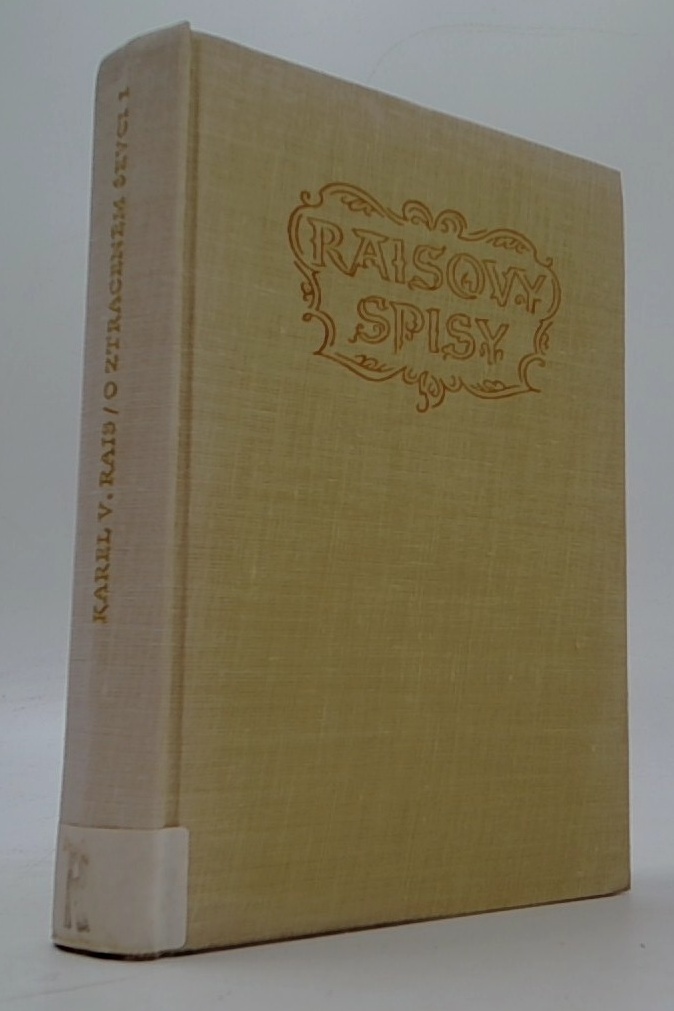 RAISOVY
SPISY
KAREL V. RAIS / O ZTRACENÉM ŠEVCI 1